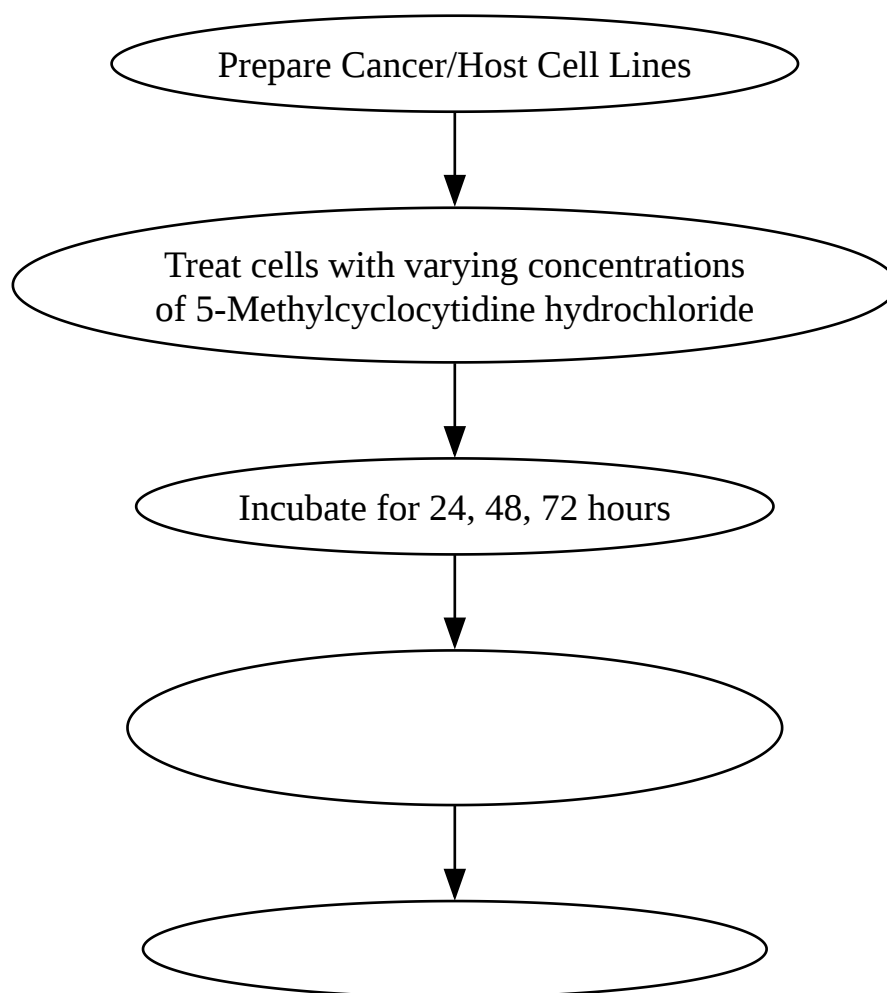 Prepare Cancer/Host Cell Lines
Treat cells with varying concentrations
of 5-Methylcyclocytidine hydrochloride
Incubate for 24, 48, 72 hours